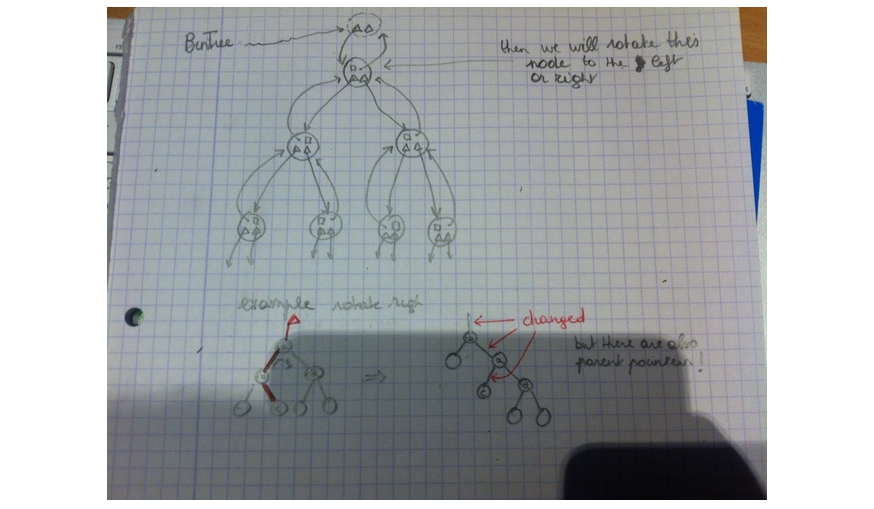 BinTree
then we will rotate this
node to the left
or right
example rotate righ
changed
but there are also
parent pointers!